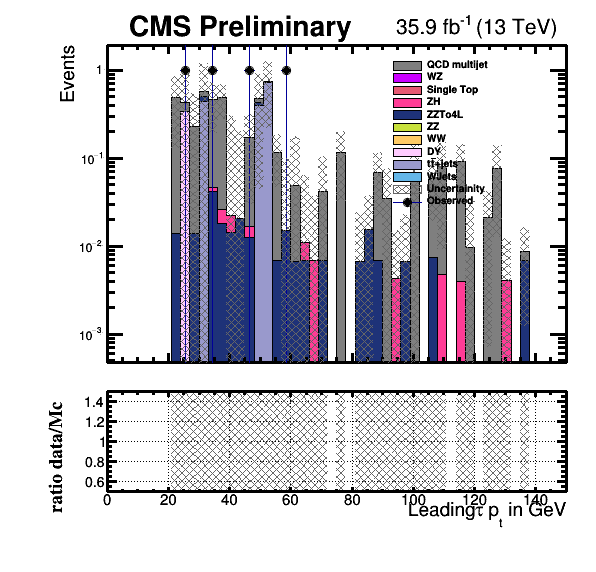 CMS Preliminary 35.9 fb⁻¹ (13 TeV)
Events
1
10⁻¹
10⁻²
10⁻³
QCD multijet
WZ
Single Top
ZH
ZZTo4L
ZZ
WW
DY
tt+jets
WJets
Uncertainity
Observed
ratio data/Mc
1.4
1.2
1
0.8
0.6
0 20 40 60 80 100 120 140
Leadingτ pt in GeV